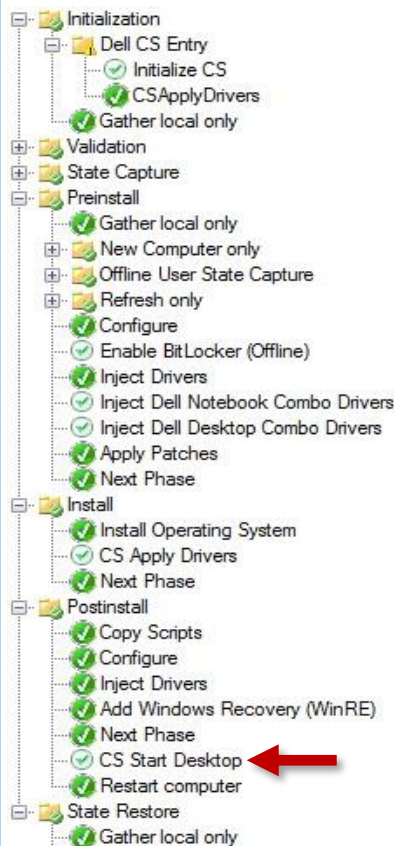 Initialization
Dell CS Entry
Initialize CS
CSApplyDrivers
Gather local only
Validation
State Capture
Preinstall
Gather local only
New Computer only
Offline User State Capture
Refresh only
Configure
Enable BitLocker (Offline)
Inject Drivers
Inject Dell Notebook Combo Drivers
Inject Dell Desktop Combo Drivers
Apply Patches
Next Phase
Install
Install Operating System
CS Apply Drivers
Next Phase
Postinstall
Copy Scripts
Configure
Inject Drivers
Add Windows Recovery (WinRE)
Next Phase
CS Start Desktop
Restart computer
State Restore
Gather local only